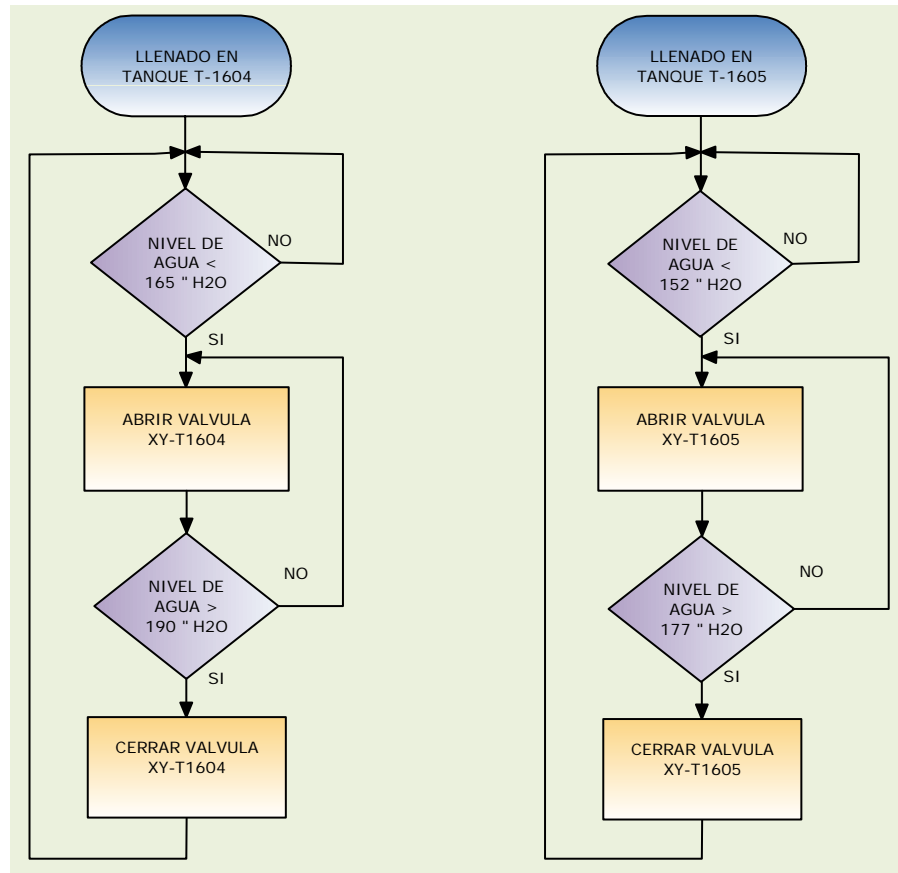 LLENADO EN
TANQUE T-1604
NIVEL DE
AGUA <
165 " H2O
NO
SI
ABRIR VALVULA
XY-T1604
NIVEL DE
AGUA >
190 " H2O
NO
SI
CERRAR VALVULA
XY-T1604
LLENADO EN
TANQUE T-1605
NIVEL DE
AGUA <
152 " H2O
NO
SI
ABRIR VALVULA
XY-T1605
NIVEL DE
AGUA >
177 " H2O
NO
SI
CERRAR VALVULA
XY-T1605